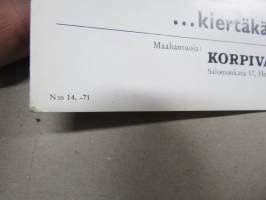 ...kiertäkä
Maahantuoja:
KORPIVA
Salomonkatu 17, He
N:o 14. -71